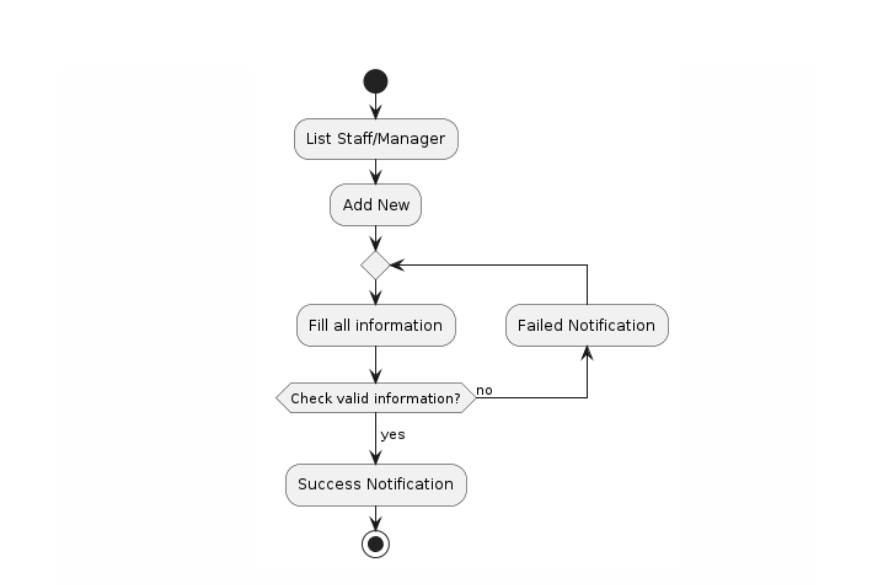 List Staff/Manager
Add New
Fill all information
Failed Notification
Check valid information?
no
yes
Success Notification